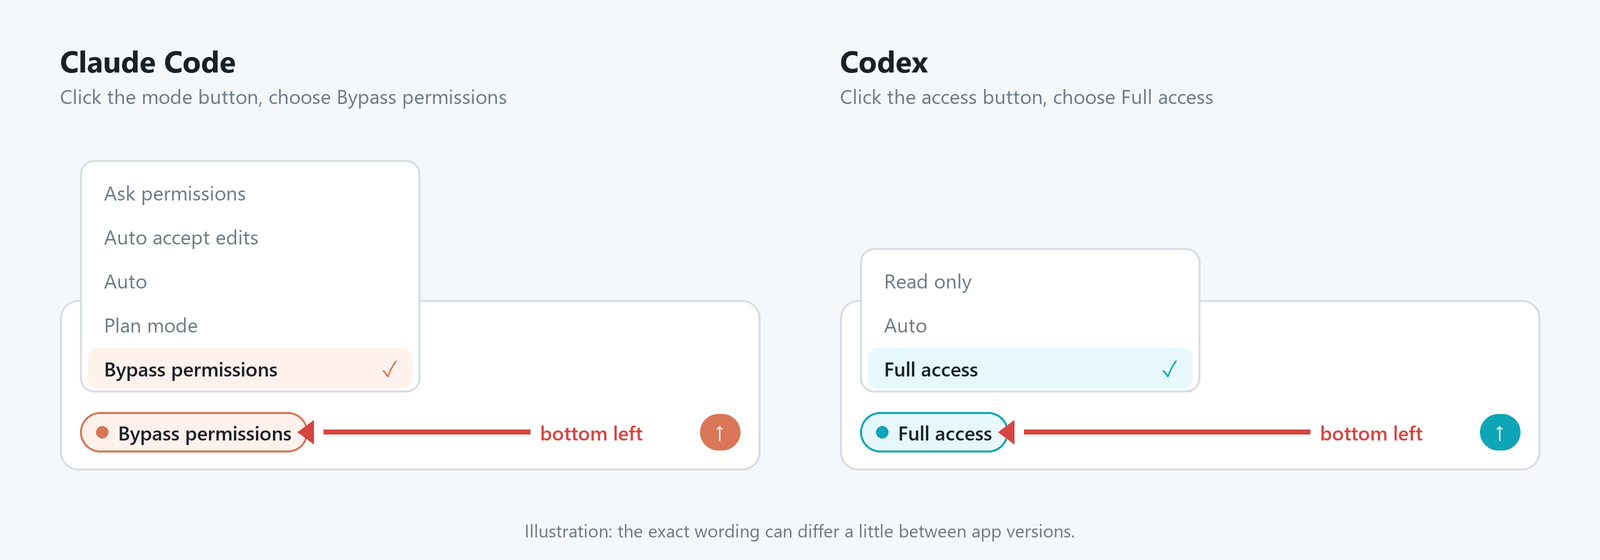 Claude Code
Click the mode button, choose Bypass permissions
Ask permissions
Auto accept edits
Auto
Plan mode
Bypass permissions ✓
Bypass permissions
bottom left
↑
Codex
Click the access button, choose Full access
Read only
Auto
Full access ✓
Full access
bottom left
↑
Illustration: the exact wording can differ a little between app versions.